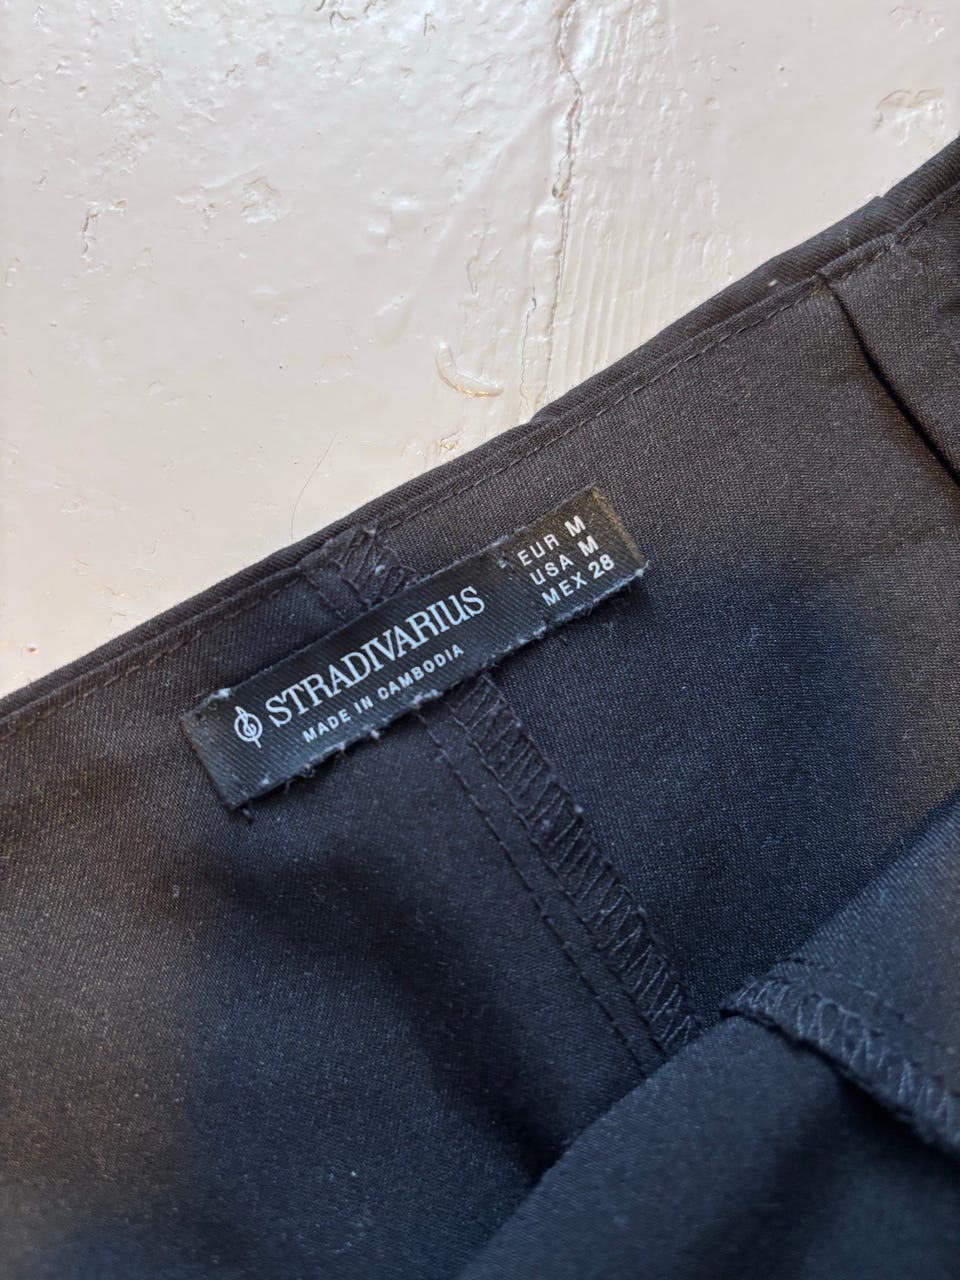 STRADIVARIUS
MADE IN CAMBODIA
EUR M
USA M
MEX 28